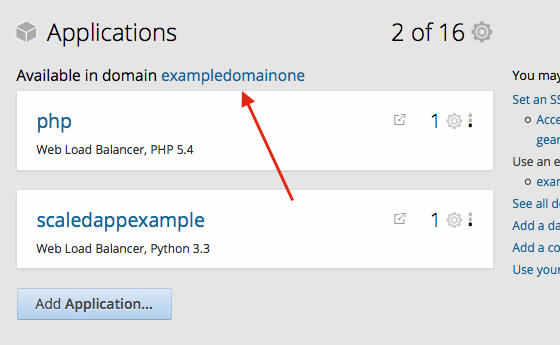 Applications
2 of 16
Available in domain exampledomainone
php
1
Web Load Balancer, PHP 5.4
scaledappexample
1
Web Load Balancer, Python 3.3
Add Application...
You may
Set an SS
Acce
gear
Use an e
exam
See all do
Add a da
Add a co
Use your